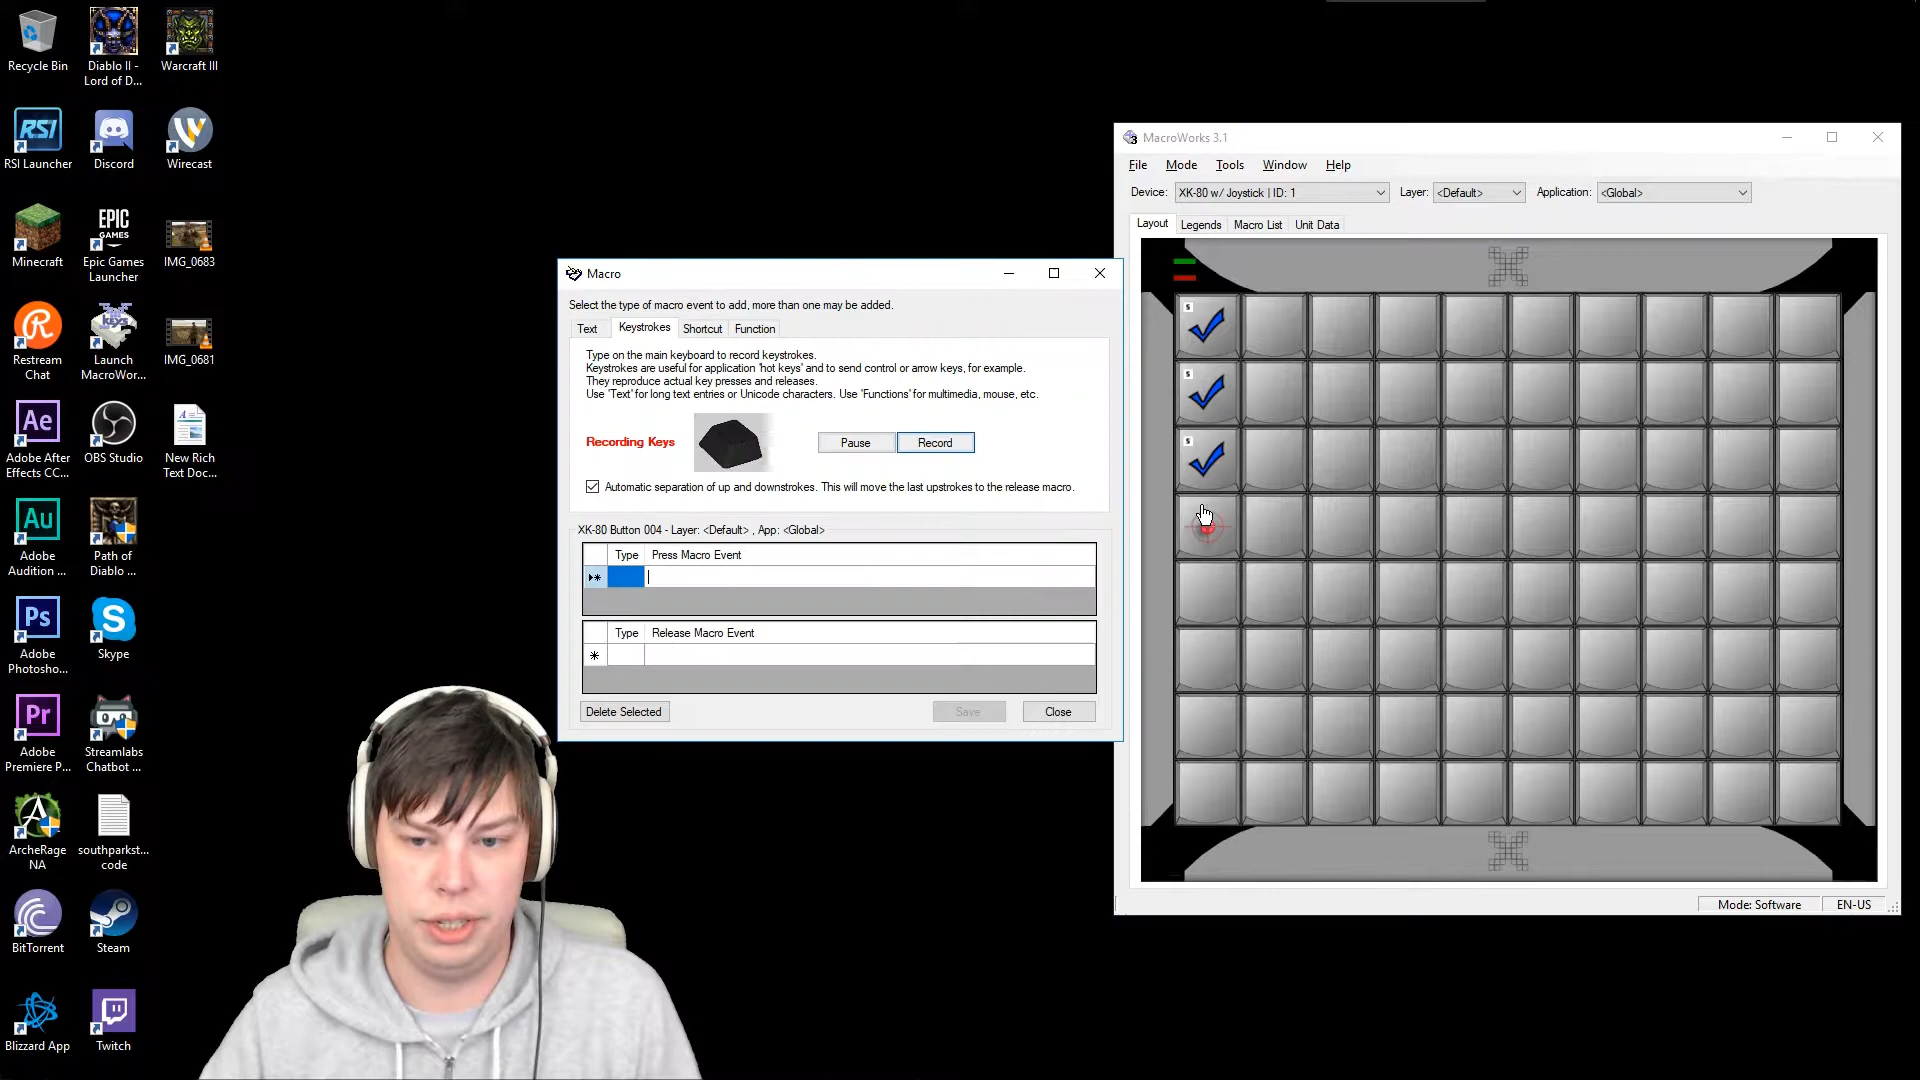 Recycle Bin
Diablo II -
Lord of D...
Warcraft III
RSI
RSI Launcher
Discord
Wirecast
Minecraft
EPIC
GAMES
Epic Games
Launcher
IMG_0683
Restream
Chat
KEYS
Launch
MacroWor...
IMG_0681
Ae
Adobe After
Effects CC...
OBS Studio
New Rich
Text Doc...
Au
Adobe
Audition ...
Path of
Diablo ...
Ps
Adobe
Photosho...
Skype
Pr
Adobe
Premiere P...
Streamlabs
Chatbot ...
ArcheRage
NA
southparkst...
code
BitTorrent
Steam
Blizzard App
Twitch
Macro
Select the type of macro event to add, more than one may be added.
Text Keystrokes Shortcut Function
Type on the main keyboard to record keystrokes.
Keystrokes are useful for application 'hot keys' and to send control or arrow keys, for example.
They reproduce actual key presses and releases.
Use 'Text' for long text entries or Unicode characters. Use 'Functions' for multimedia, mouse, etc.
Recording Keys Pause Record
Automatic separation of up and downstrokes. This will move the last upstrokes to the release macro.
XK-80 Button 004 - Layer: <Default> , App: <Global>
Type Press Macro Event
Type Release Macro Event
Delete Selected Save Close
3 MacroWorks 3.1
File Mode Tools Window Help
Device: XK-80 w/ Joystick | ID: 1 Layer: <Default> Application: <Global>
Layout Legends Macro List Unit Data
S
S
S
Mode: Software EN-US